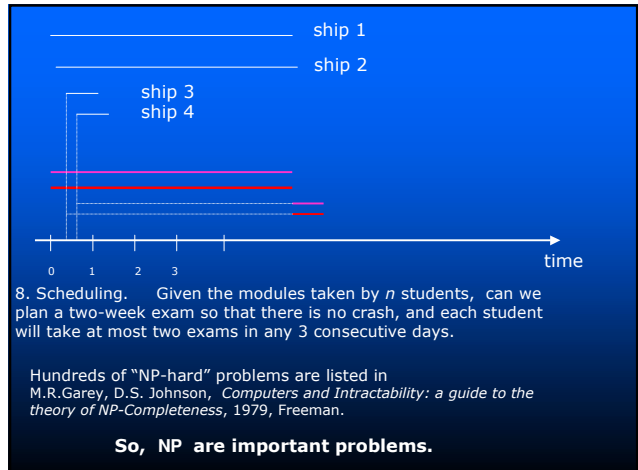 ship 1
ship 2
ship 3
ship 4
time
0 1 2 3
8. Scheduling. Given the modules taken by n students, can we
plan a two-week exam so that there is no crash, and each student
will take at most two exams in any 3 consecutive days.
Hundreds of “NP-hard” problems are listed in
M.R.Garey, D.S. Johnson, Computers and Intractability: a guide to the
theory of NP-Completeness, 1979, Freeman.
So, NP are important problems.